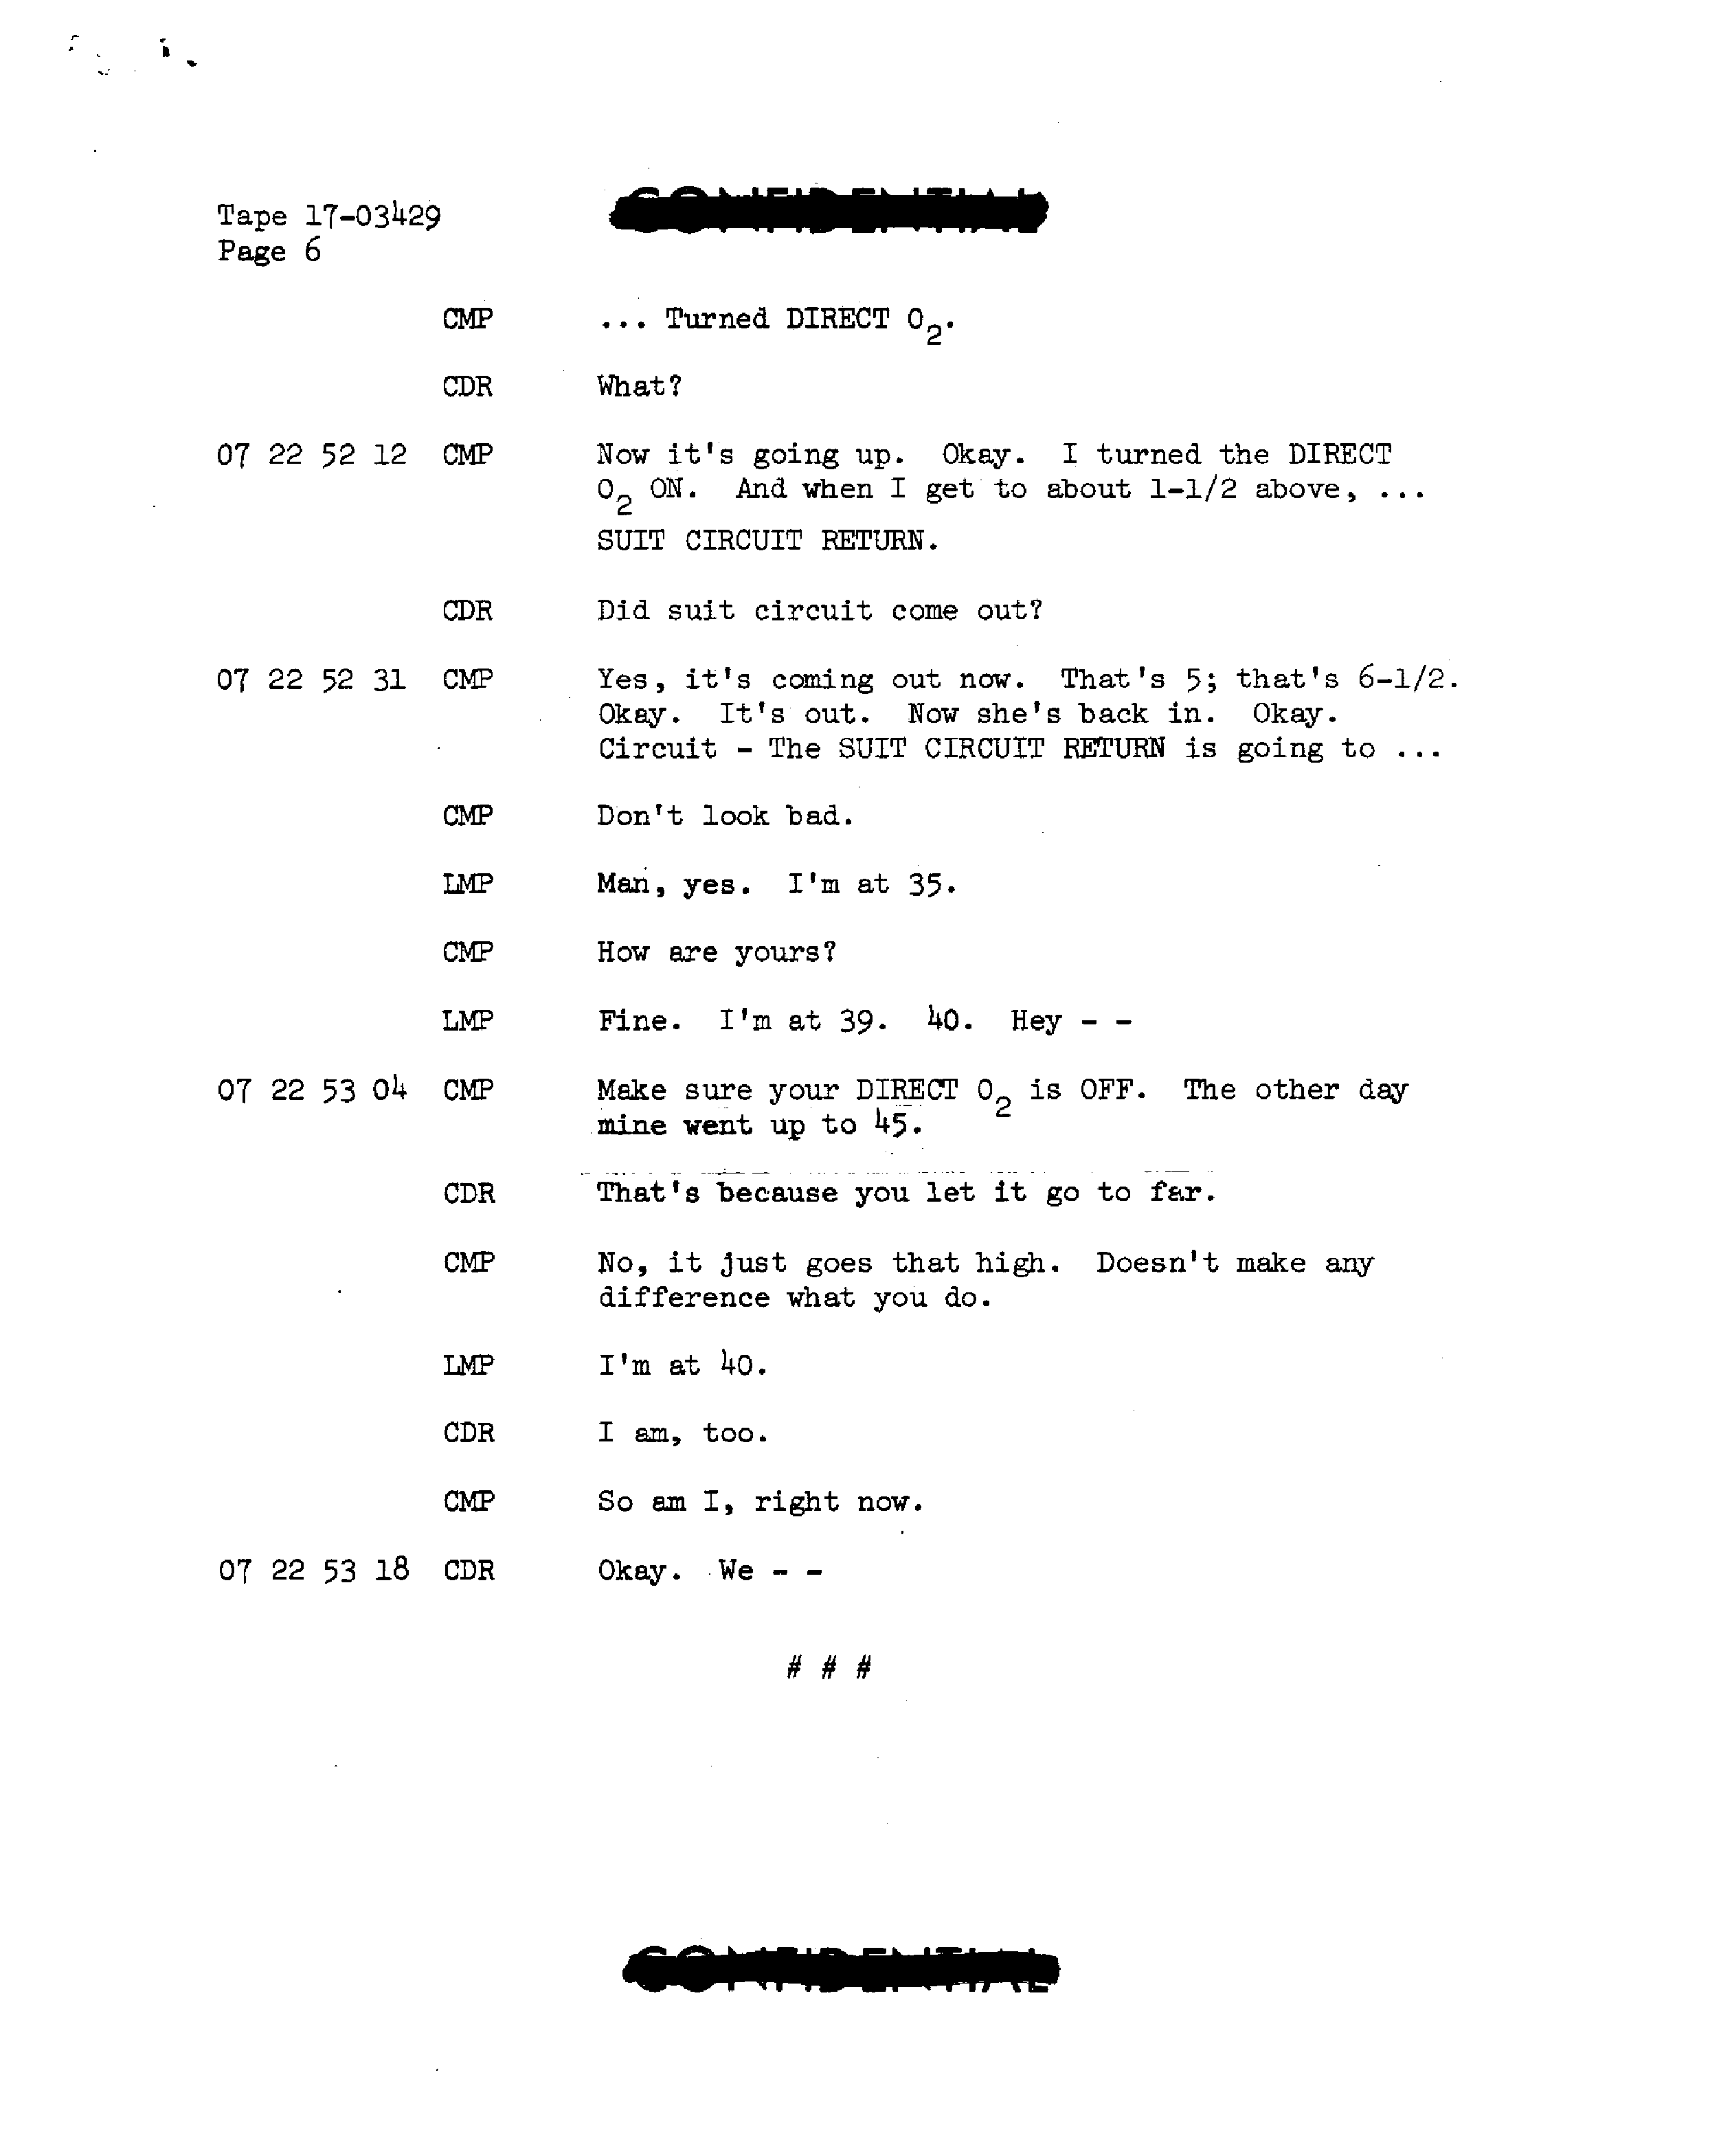 Tape 17-03429
CONFIDENTIAL
Page 6
CMP ... Turned DIRECT O2.
CDR What?
07 22 52 12 CMP Now it's going up. Okay. I turned the DIRECT
O2 ON. And when I get to about 1-1/2 above, ...
SUIT CIRCUIT RETURN.
CDR Did suit circuit come out?
07 22 52 31 CMP Yes, it's coming out now. That's 5; that's 6-1/2.
Okay. It's out. Now she's back in. Okay.
Circuit - The SUIT CIRCUIT RETURN is going to ...
CMP Don't look bad.
LMP Man, yes. I'm at 35.
CMP How are yours?
LMP Fine. I'm at 39. 40. Hey - -
07 22 53 04 CMP Make sure your DIRECT O2 is OFF. The other day
mine went up to 45.
CDR That's because you let it go to far.
CMP No, it just goes that high. Doesn't make any
difference what you do.
LMP I'm at 40.
CDR I am, too.
CMP So am I, right now.
07 22 53 18 CDR Okay. We - -
# # #
CONFIDENTIAL